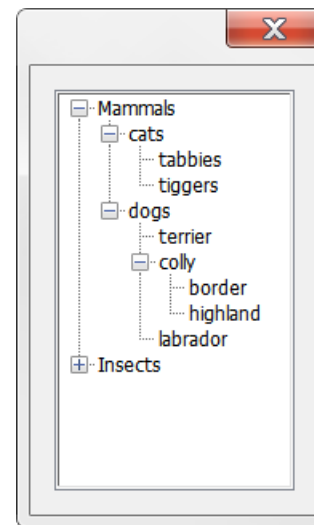 Mammals
cats
tabbies
tiggers
dogs
terrier
colly
border
highland
labrador
Insects